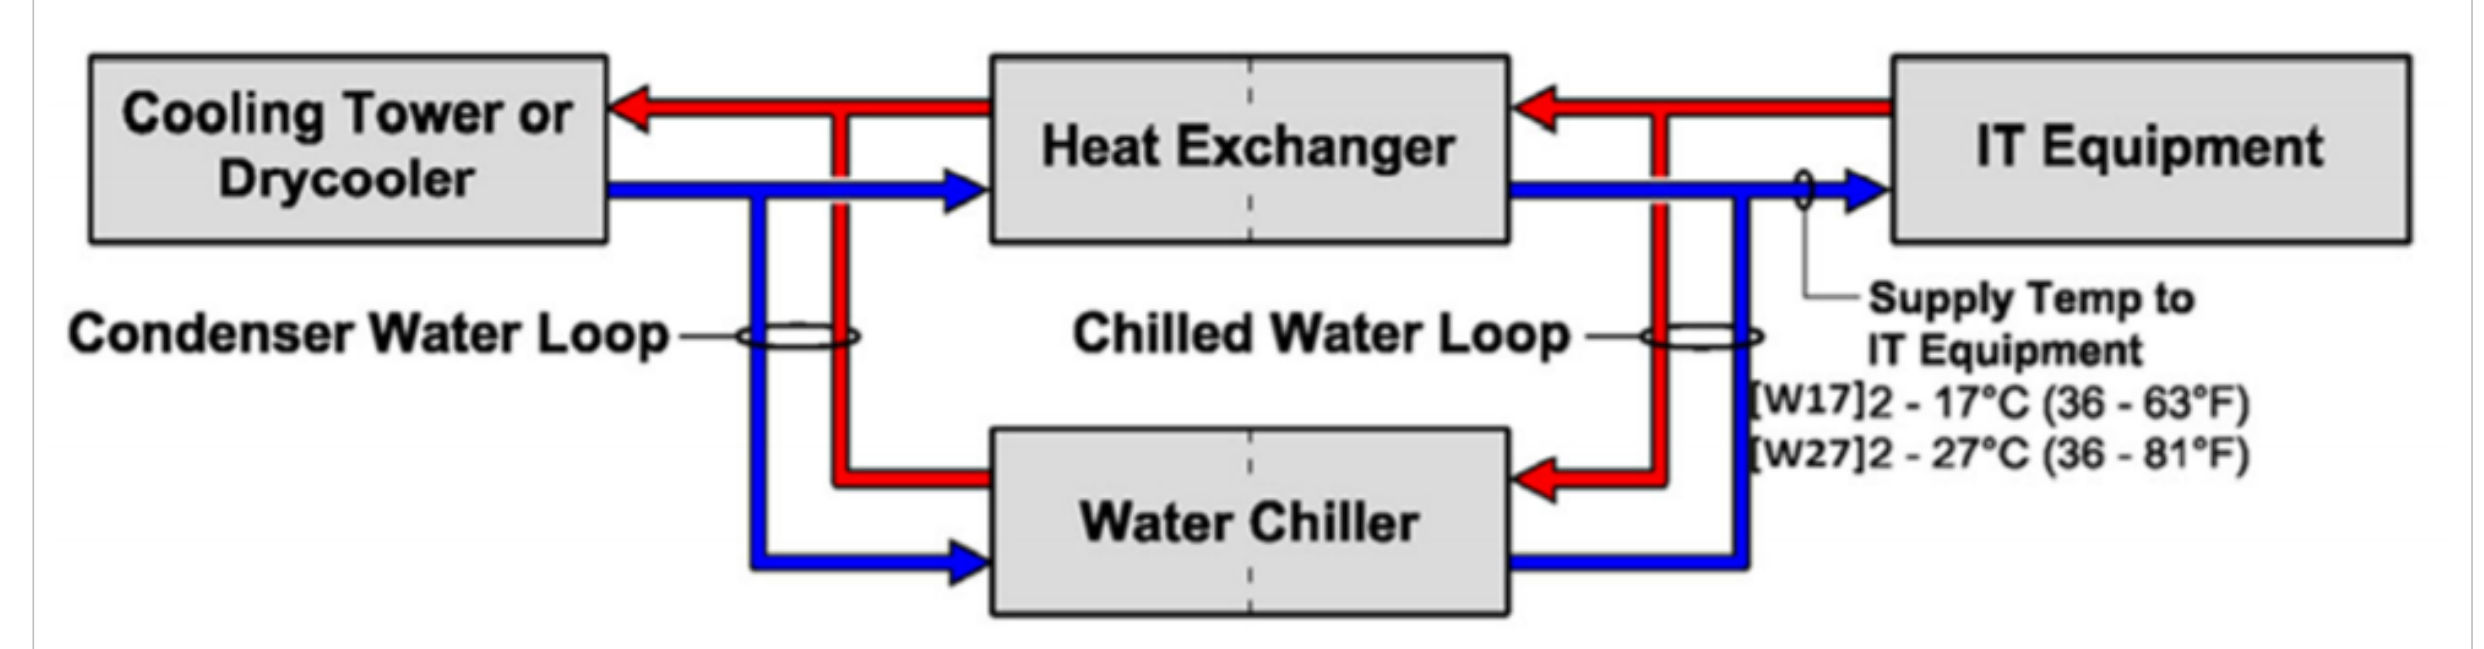 Cooling Tower or
Drycooler
Heat Exchanger
IT Equipment
Condenser Water Loop
Chilled Water Loop
Supply Temp to
IT Equipment
[W17]2 - 17°C (36 - 63°F)
[W27]2 - 27°C (36 - 81°F)
Water Chiller